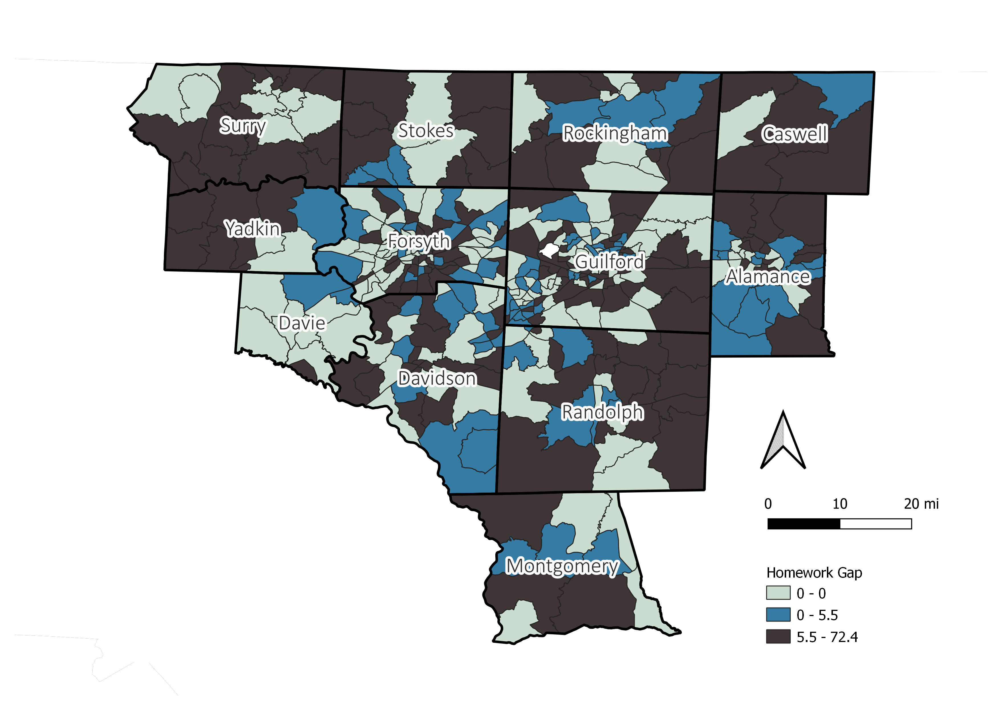 Surry
Stokes
Rockingham
Caswell
Yadkin
Forsyth
Guilford
Alamance
Davie
Davidson
Randolph
0 10 20 mi
Montgomery
Homework Gap
0 - 0
0 - 5.5
5.5 - 72.4